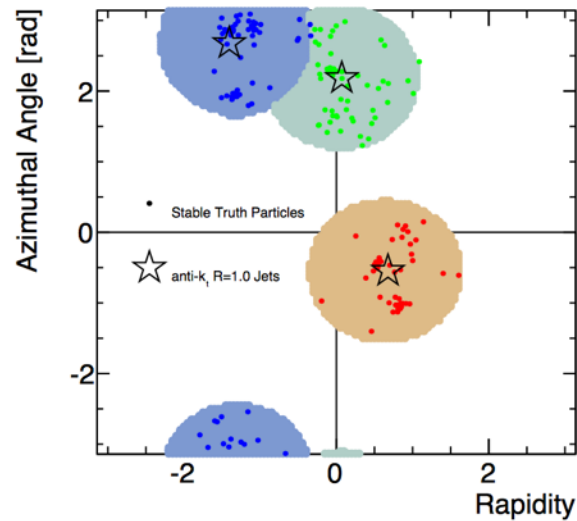 Azimuthal Angle [rad]
2
0
-2
Stable Truth Particles
anti-kt R=1.0 Jets
-2
0
2
Rapidity